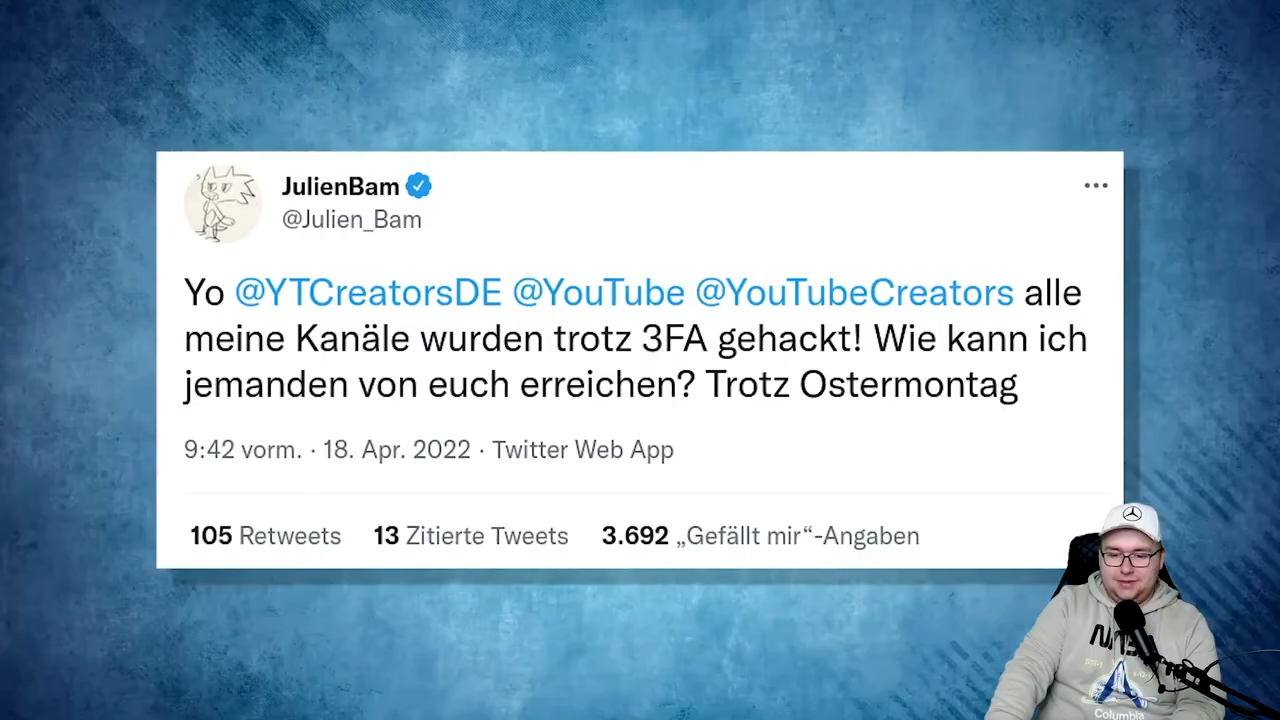 JulienBam
@Julien_Bam
Yo @YTCreatorsDE @YouTube @YouTubeCreators alle
meine Kanäle wurden trotz 3FA gehackt! Wie kann ich
jemanden von euch erreichen? Trotz Ostermontag
9:42 vorm. · 18. Apr. 2022 · Twitter Web App
105 Retweets 13 Zitierte Tweets 3.692 „Gefällt mir“-Angaben
Columbia